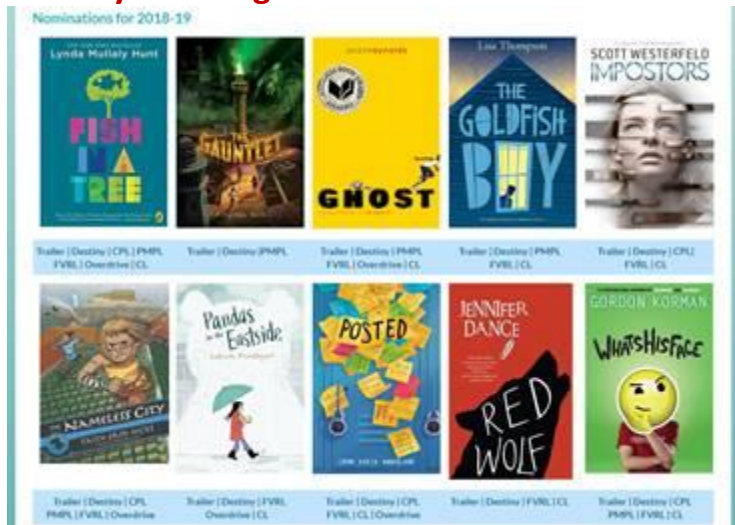 Nominations for 2018-19
Lynda Mullaly Hunt
FISH
IN A
TREE
THE
GAUNTLET
GHOST
Lisa Thompson
THE
GOLDFISH
BOY
SCOTT WESTERFELD
IMPOSTORS
Trailer | Destiny | CPL | PMPL
FVRL | Overdrive | CL
Trailer | Destiny |PMPL
Trailer | Destiny | PMPL
FVRL | Overdrive | CL
Trailer | Destiny | PMPL
FVRL | CL
Trailer | Destiny | CPL|
FVRL | CL
THE NAMELESS CITY
FAITH ERIN HICKS
Pandas
on the
Eastside
POSTED
JENNIFER
DANCE
RED
WOLF
GORDON KORMAN
WHATSHISFACE
Trailer | Destiny | CPL
PMPL | FVRL | Overdrive
Trailer | Destiny | FVRL
Overdrive | CL
Trailer | Destiny | CPL
FVRL | CL | Overdrive
Trailer | Destiny | FVRL | CL
Trailer | Destiny | CPL
PMPL | FVRL | CL